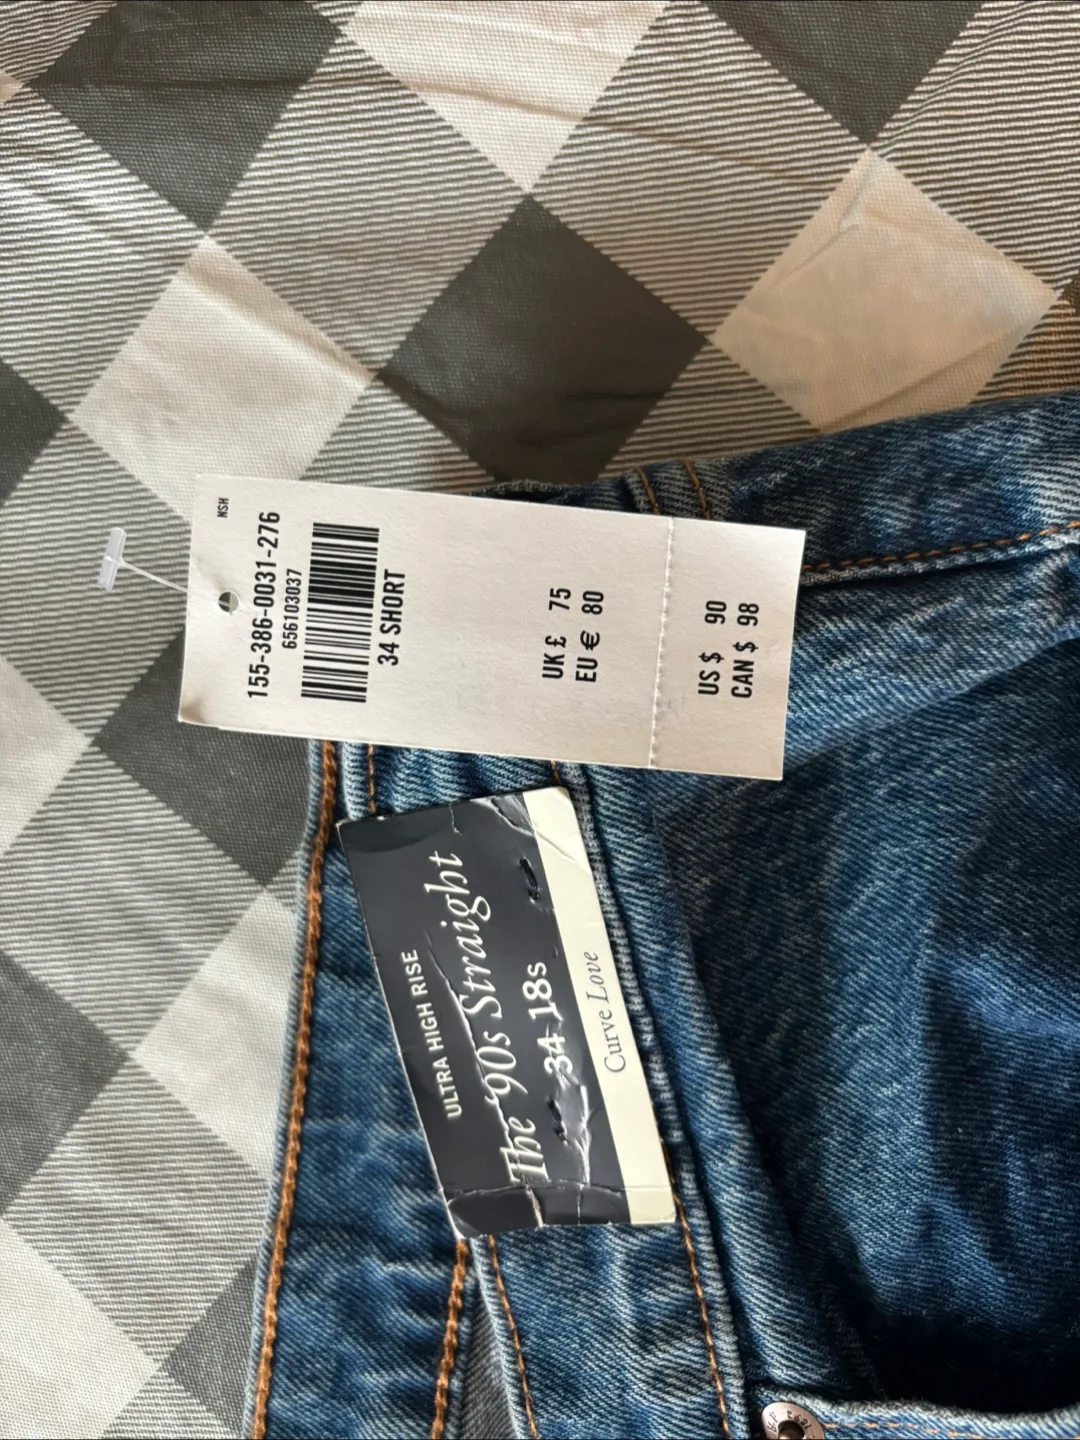 NSH
155-386-0031-276
656103037
34 SHORT
UK £ 75
EU € 80
US $ 90
CAN $ 98
ULTRA HIGH RISE
The '90s Straight
34 18s
Curve Love